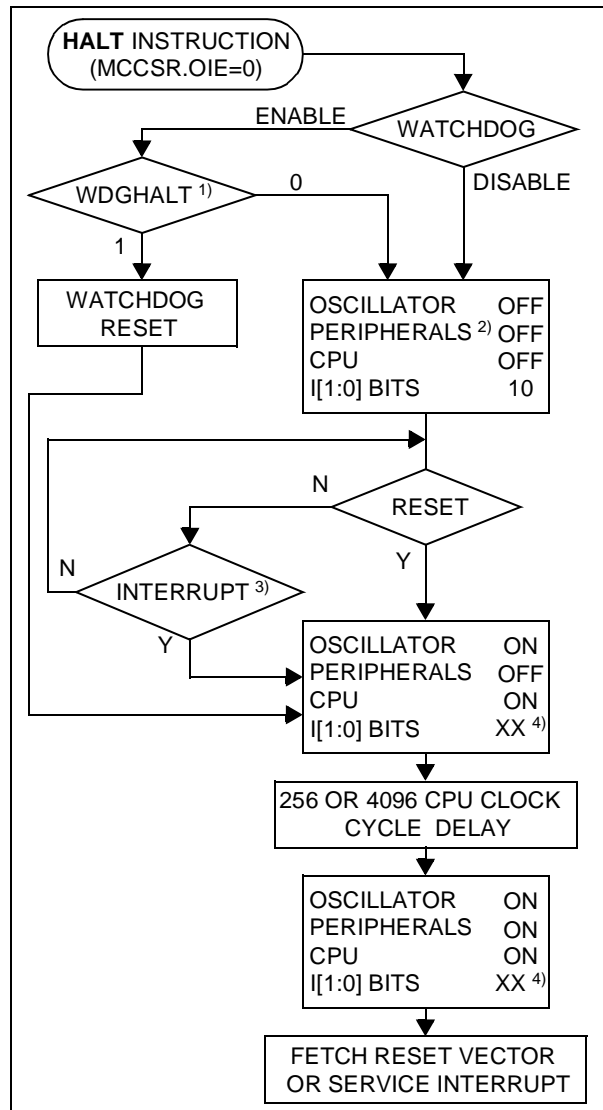 HALT INSTRUCTION
(MCCSR.OIE=0)
ENABLE
WATCHDOG
WDGHALT 1)
0
DISABLE
1
WATCHDOG
RESET
OSCILLATOR OFF
PERIPHERALS 2) OFF
CPU OFF
I[1:0] BITS 10
N
RESET
N
INTERRUPT 3)
Y
Y
OSCILLATOR ON
PERIPHERALS OFF
CPU ON
I[1:0] BITS XX 4)
256 OR 4096 CPU CLOCK
CYCLE DELAY
OSCILLATOR ON
PERIPHERALS ON
CPU ON
I[1:0] BITS XX 4)
FETCH RESET VECTOR
OR SERVICE INTERRUPT